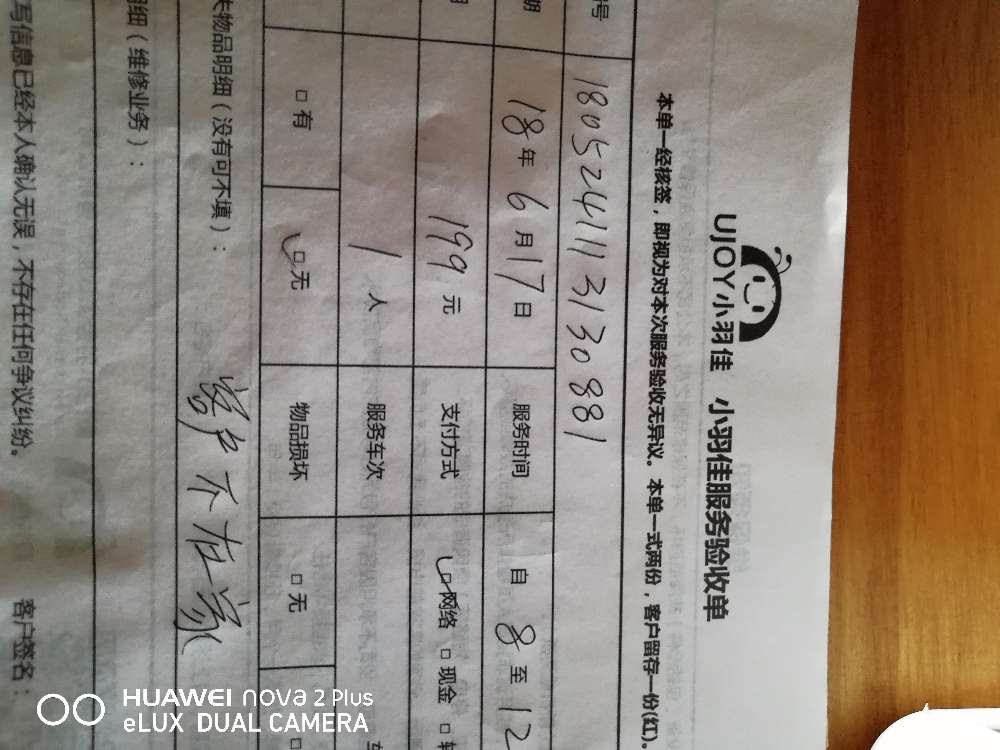 UJOY小羽佳 小羽佳服务验收单
本单一经核签，即视为对本次服务验收无异议。本单一式两份，客户留存一份(红)。
号 1805241113130881
期 18年6月17日 服务时间 自 8 至 12
199元 支付方式 □网络 □现金
1人 服务车次
□有 □无 物品损坏 □无 □
物品明细（没有可不填）：
客户不在家
细（维修业务）：
写信息已经本人确认无误，不存在任何争议纠纷。 客户签名：
HUAWEI nova 2 Plus
eLUX DUAL CAMERA